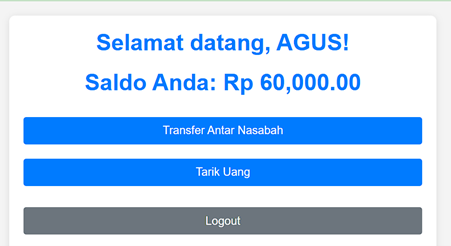 Selamat datang, AGUS!
Saldo Anda: Rp 60,000.00
Transfer Antar Nasabah
Tarik Uang
Logout